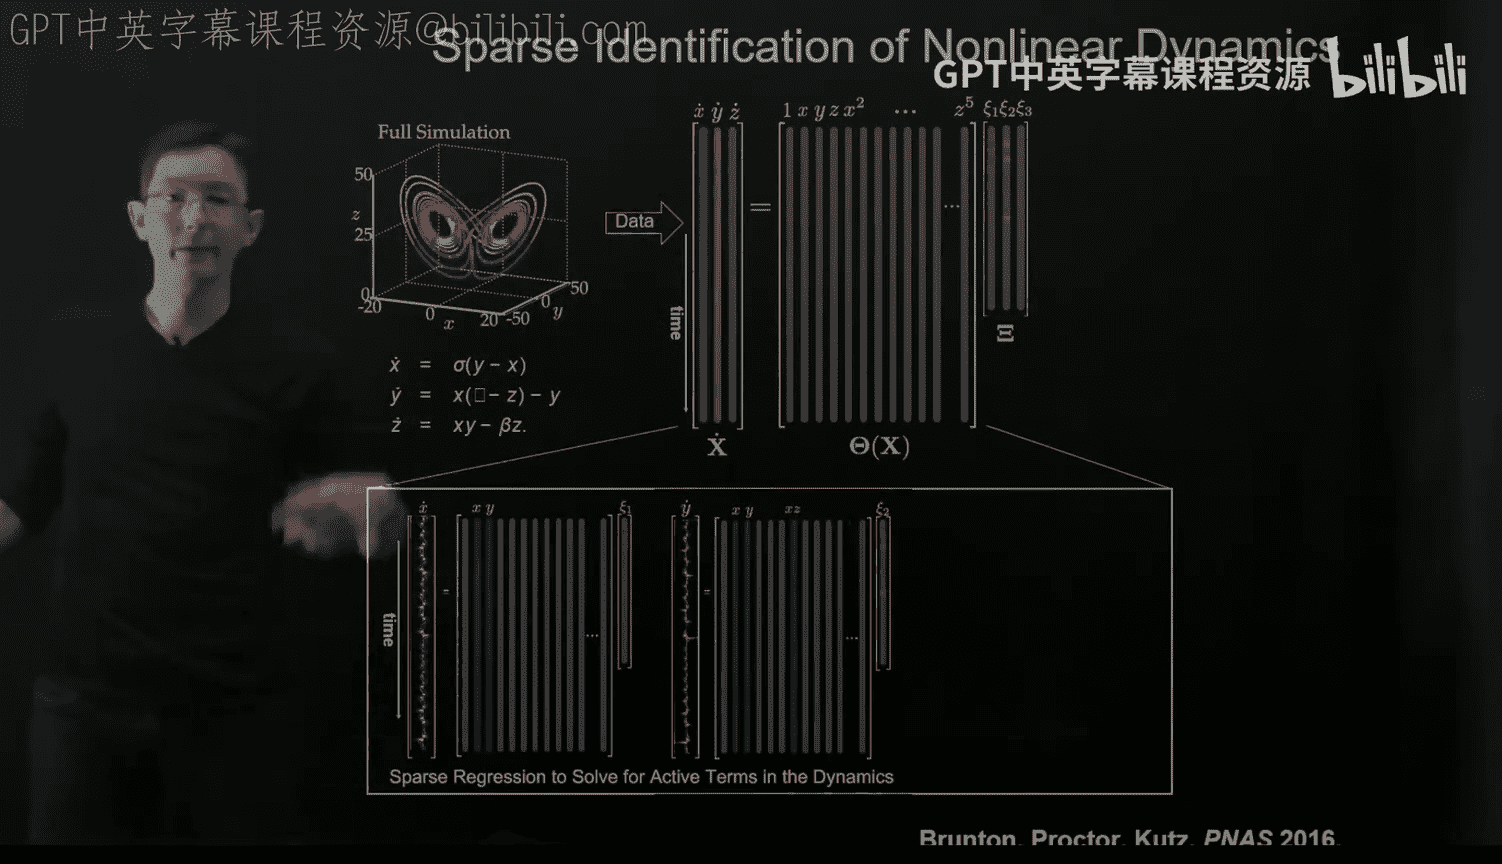 GPT中英字幕课程资源@bilibili.com
Sparse Identification of Nonlinear Dynamics
GPT中英字幕课程资源 bilibili
Full Simulation
50
25
0
z
-20
0
20
x
-50
0
50
y
Data
ẋ ẏ ż
1 x y z x² ... z⁵ ξ₁ξ₂ξ₃
=
...
time
Ẋ
Θ(X)
Ξ
ẋ = σ(y − x)
ẏ = x(□ − z) − y
ż = xy − βz.
ẋ = x y ... ξ₁
time
ẏ = x y xz ... ξ₂
Sparse Regression to Solve for Active Terms in the Dynamics
Brunton, Proctor, Kutz, PNAS 2016.